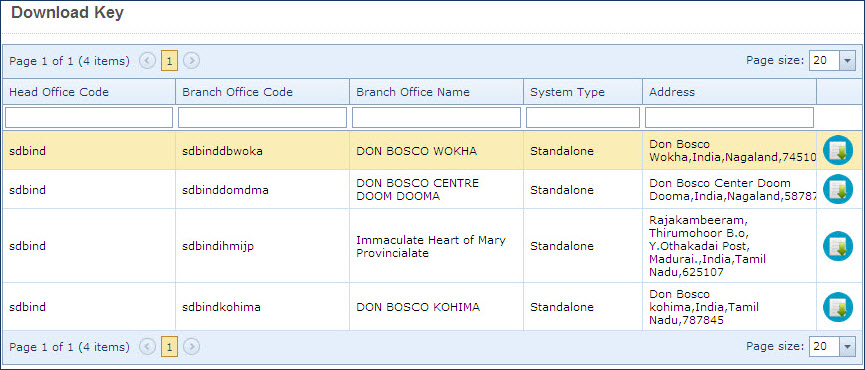 Download Key
Page 1 of 1 (4 items) 1 Page size: 20
Head Office Code Branch Office Code Branch Office Name System Type Address
sdbind sdbinddbwoka DON BOSCO WOKHA Standalone Don Bosco
Wokha,India,Nagaland,74510
sdbind sdbinddomdma DON BOSCO CENTRE
DOOM DOOMA Standalone Don Bosco Center Doom
Dooma,India,Nagaland,58787
sdbind sdbindihmijp Immaculate Heart of Mary
Provincialate Standalone Rajakambeeram,
Thirumohoor B.o,
Y.Othakadai Post,
Madurai.,India,Tamil
Nadu,625107
sdbind sdbindkohima DON BOSCO KOHIMA Standalone Don Bosco
kohima,India,Tamil
Nadu,787845
Page 1 of 1 (4 items) 1 Page size: 20